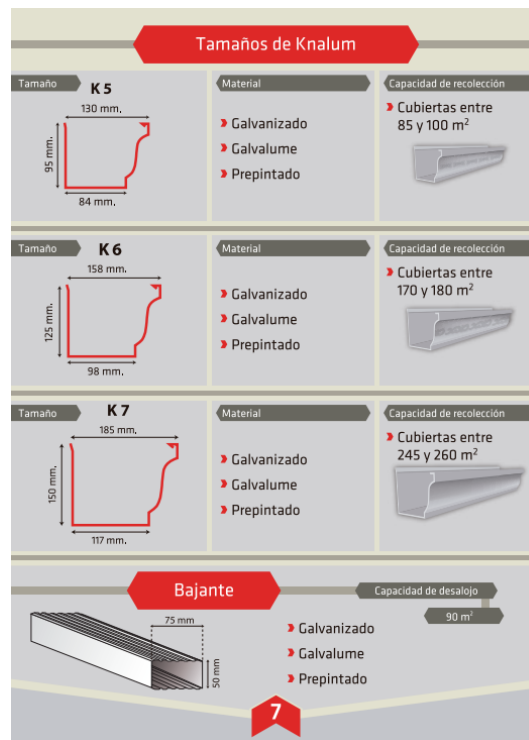 Tamaños de Knalum
Tamaño
K 5
130 mm.
95 mm.
84 mm.
Material
Galvanizado
Galvalume
Prepintado
Capacidad de recolección
Cubiertas entre
85 y 100 m²
Tamaño
K 6
158 mm.
125 mm.
98 mm.
Material
Galvanizado
Galvalume
Prepintado
Capacidad de recolección
Cubiertas entre
170 y 180 m²
Tamaño
K 7
185 mm.
150 mm.
117 mm.
Material
Galvanizado
Galvalume
Prepintado
Capacidad de recolección
Cubiertas entre
245 y 260 m²
Bajante
Capacidad de desalojo
90 m²
75 mm
50 mm
Galvanizado
Galvalume
Prepintado
7